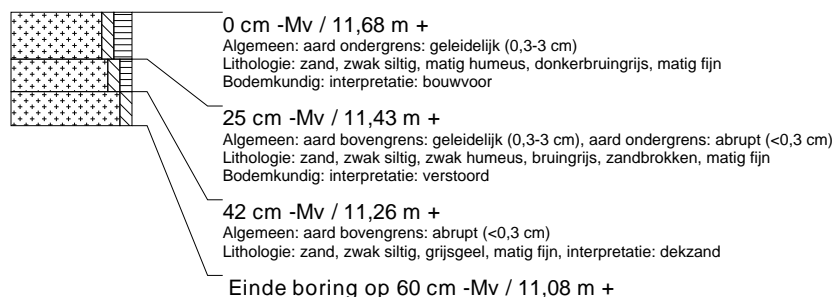 0 cm -Mv / 11,68 m +
Algemeen: aard ondergrens: geleidelijk (0,3-3 cm)
Lithologie: zand, zwak siltig, matig humeus, donkerbruingrijs, matig fijn
Bodemkundig: interpretatie: bouwvoor
25 cm -Mv / 11,43 m +
Algemeen: aard bovengrens: geleidelijk (0,3-3 cm), aard ondergrens: abrupt (<0,3 cm)
Lithologie: zand, zwak siltig, zwak humeus, bruingrijs, zandbrokken, matig fijn
Bodemkundig: interpretatie: verstoord
42 cm -Mv / 11,26 m +
Algemeen: aard bovengrens: abrupt (<0,3 cm)
Lithologie: zand, zwak siltig, grijsgeel, matig fijn, interpretatie: dekzand
Einde boring op 60 cm -Mv / 11,08 m +